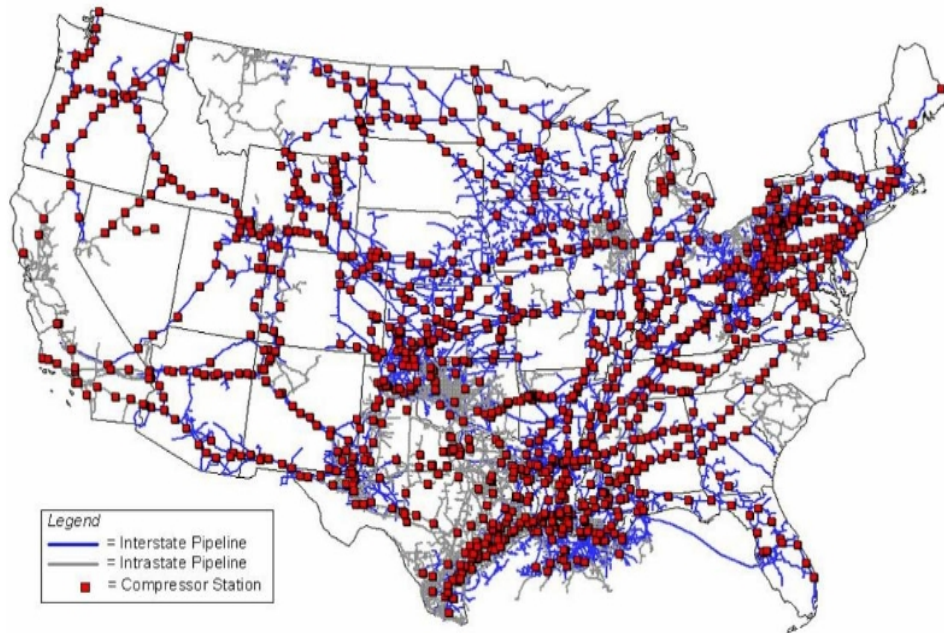 Legend
= Interstate Pipeline
= Intrastate Pipeline
= Compressor Station